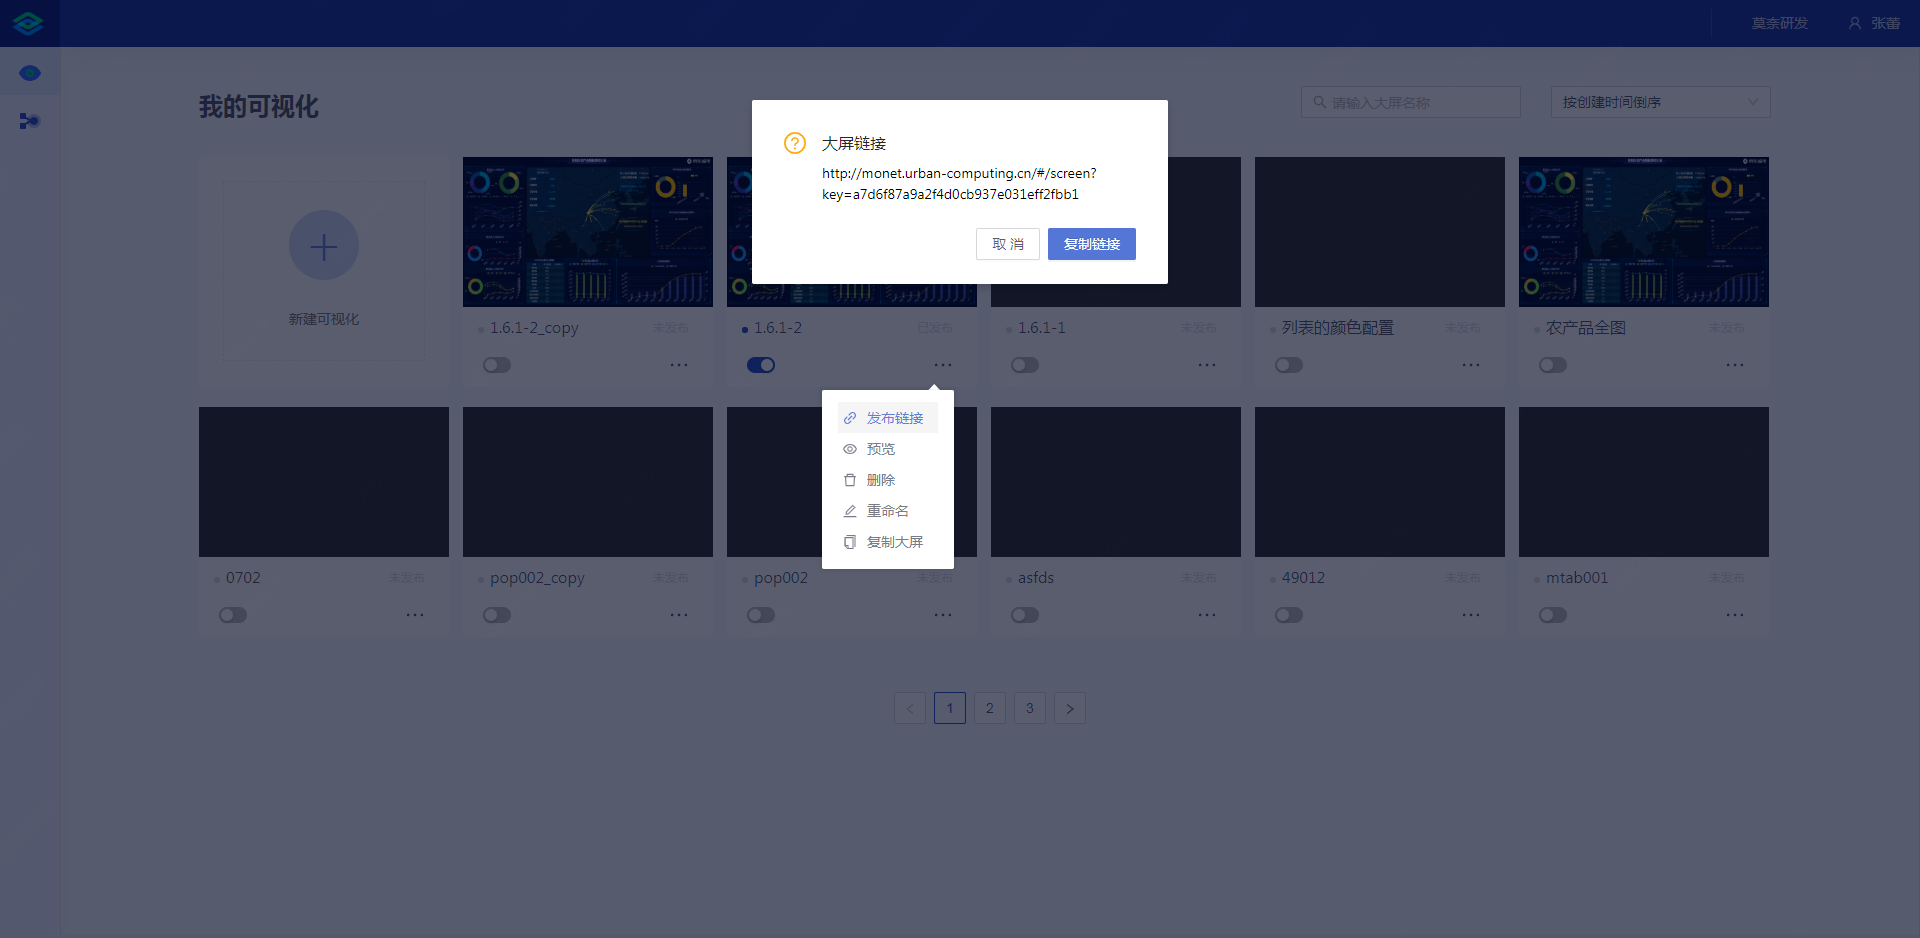 莫奈研发
张蕾
我的可视化
请输入大屏名称
按创建时间倒序
大屏链接
http://monet.urban-computing.cn/#/screen?
key=a7d6f87a9a2f4d0cb937e031eff2fbb1
取 消
复制链接
新建可视化
1.6.1-2_copy
未发布
1.6.1-2
已发布
1.6.1-1
未发布
列表的颜色配置
未发布
农产品全图
未发布
发布链接
预览
删除
重命名
复制大屏
0702
未发布
pop002_copy
未发布
pop002
未发布
asfds
未发布
49012
未发布
mtab001
未发布
1
2
3